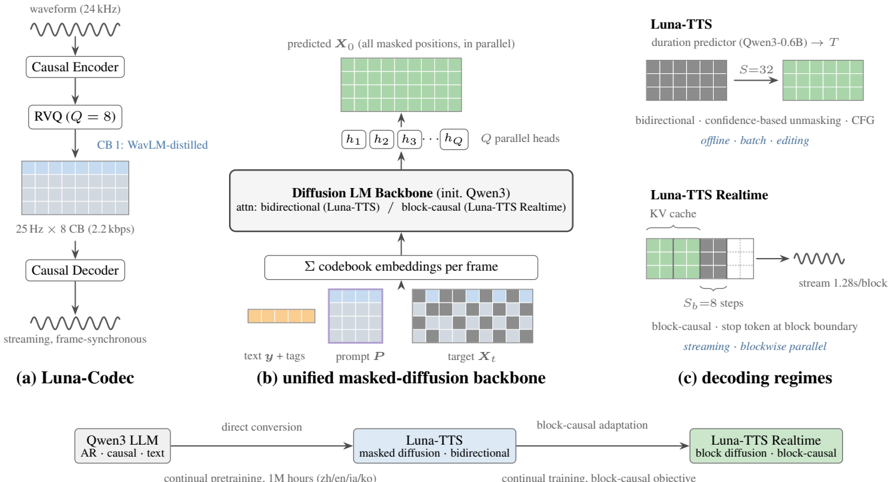 waveform (24 kHz)
Causal Encoder
RVQ (Q = 8)
CB 1: WavLM-distilled
25 Hz × 8 CB (2.2 kbps)
Causal Decoder
streaming, frame-synchronous
(a) Luna-Codec
predicted X₀ (all masked positions, in parallel)
h₁ h₂ h₃ ··· h_Q Q parallel heads
Diffusion LM Backbone (init. Qwen3)
attn: bidirectional (Luna-TTS) / block-causal (Luna-TTS Realtime)
Σ codebook embeddings per frame
text y + tags prompt P target Xₜ
(b) unified masked-diffusion backbone
Luna-TTS
duration predictor (Qwen3-0.6B) → T
S=32
bidirectional · confidence-based unmasking · CFG
offline · batch · editing
Luna-TTS Realtime
KV cache
stream 1.28s/block
S_b=8 steps
block-causal · stop token at block boundary
streaming · blockwise parallel
(c) decoding regimes
Qwen3 LLM
AR · causal · text
direct conversion
continual pretraining, 1M hours (zh/en/ja/ko)
Luna-TTS
masked diffusion · bidirectional
block-causal adaptation
continual training, block-causal objective
Luna-TTS Realtime
block diffusion · block-causal